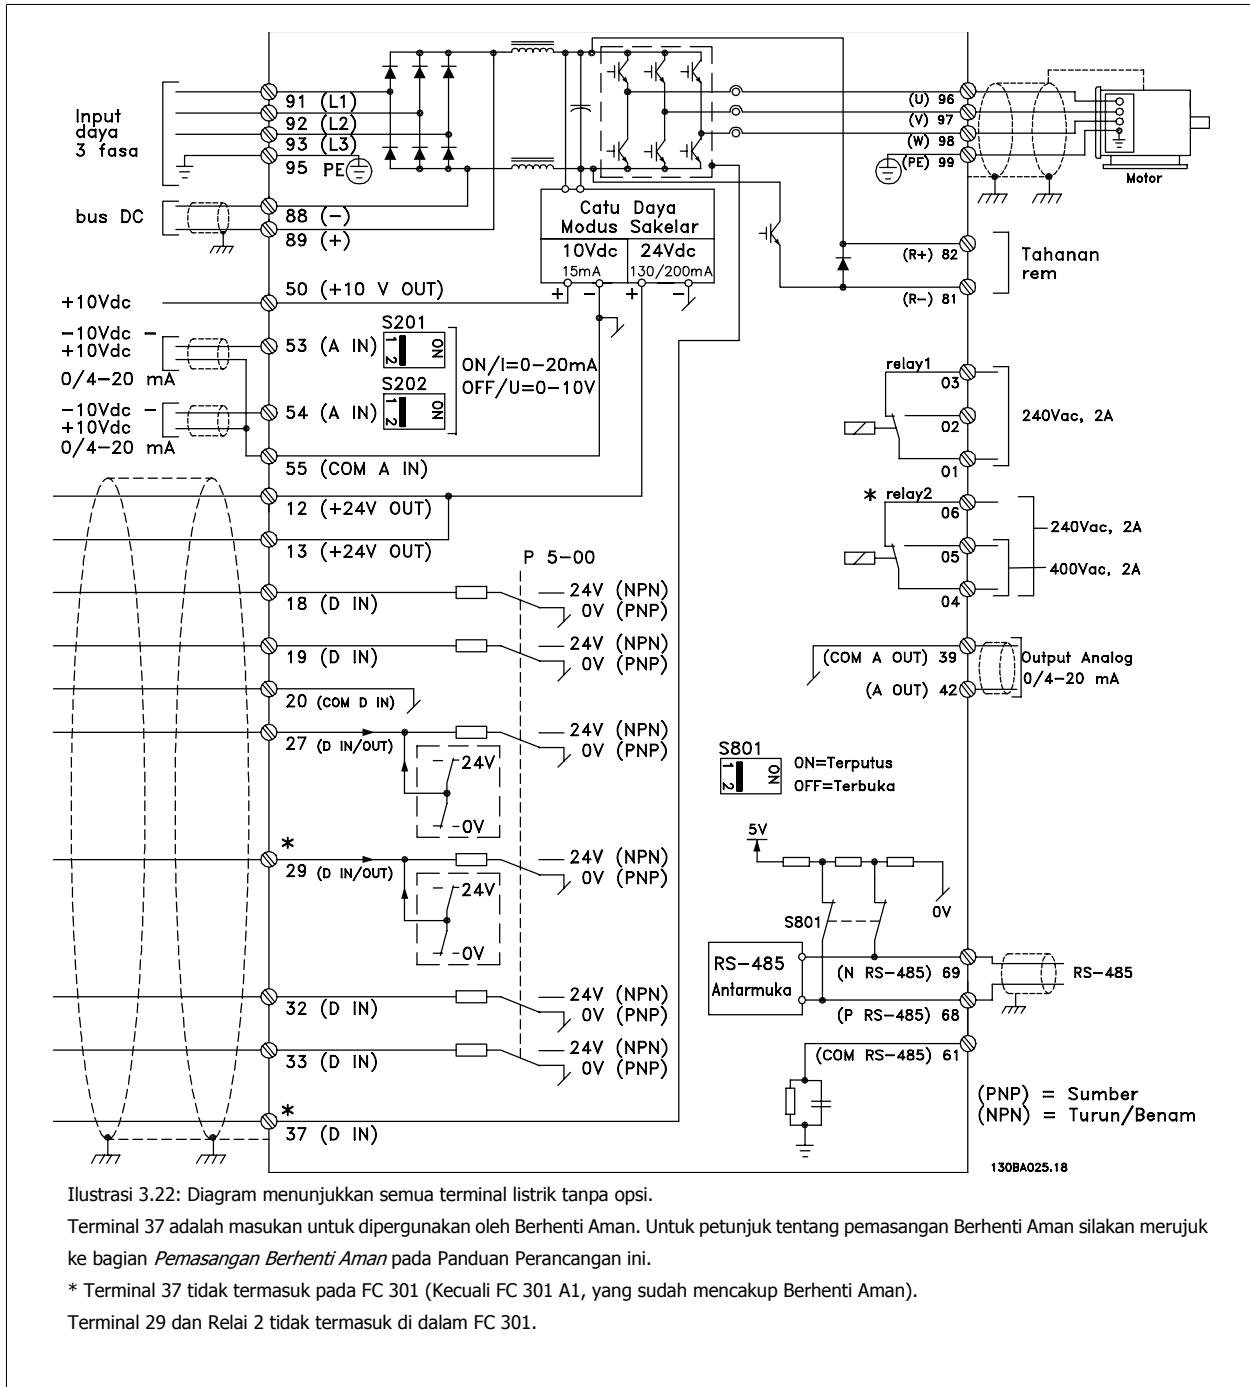 Input
daya
3 fasa
91 (L1)
92 (L2)
93 (L3)
95 PE
bus DC
88 (−)
89 (+)
+10Vdc
50 (+10 V OUT)
−10Vdc −
+10Vdc
0/4−20 mA
53 (A IN)
S201
1 2 ON
ON/I=0−20mA
OFF/U=0−10V
−10Vdc −
+10Vdc
0/4−20 mA
54 (A IN)
S202
1 2 ON
55 (COM A IN)
12 (+24V OUT)
13 (+24V OUT)
Catu Daya
Modus Sakelar
10Vdc
15mA
24Vdc
130/200mA
+ − + −
P 5-00
18 (D IN)
24V (NPN)
0V (PNP)
19 (D IN)
24V (NPN)
0V (PNP)
20 (COM D IN)
27 (D IN/OUT)
24V (NPN)
0V (PNP)
24V
0V
*
29 (D IN/OUT)
24V (NPN)
0V (PNP)
24V
0V
32 (D IN)
24V (NPN)
0V (PNP)
33 (D IN)
24V (NPN)
0V (PNP)
*
37 (D IN)
(U) 96
(V) 97
(W) 98
(PE) 99
Motor
(R+) 82
(R−) 81
Tahanan
rem
relay1
03
02
01
240Vac, 2A
* relay2
06
05
04
240Vac, 2A
400Vac, 2A
(COM A OUT) 39
(A OUT) 42
Output Analog
0/4−20 mA
S801
1 2 ON
ON=Terputus
OFF=Terbuka
5V
0V
S801
RS−485
Antarmuka
(N RS−485) 69
(P RS−485) 68
RS−485
(COM RS−485) 61
(PNP) = Sumber
(NPN) = Turun/Benam
130BA025.18
Ilustrasi 3.22: Diagram menunjukkan semua terminal listrik tanpa opsi.
Terminal 37 adalah masukan untuk dipergunakan oleh Berhenti Aman. Untuk petunjuk tentang pemasangan Berhenti Aman silakan merujuk
ke bagian Pemasangan Berhenti Aman pada Panduan Perancangan ini.
* Terminal 37 tidak termasuk pada FC 301 (Kecuali FC 301 A1, yang sudah mencakup Berhenti Aman).
Terminal 29 dan Relai 2 tidak termasuk di dalam FC 301.